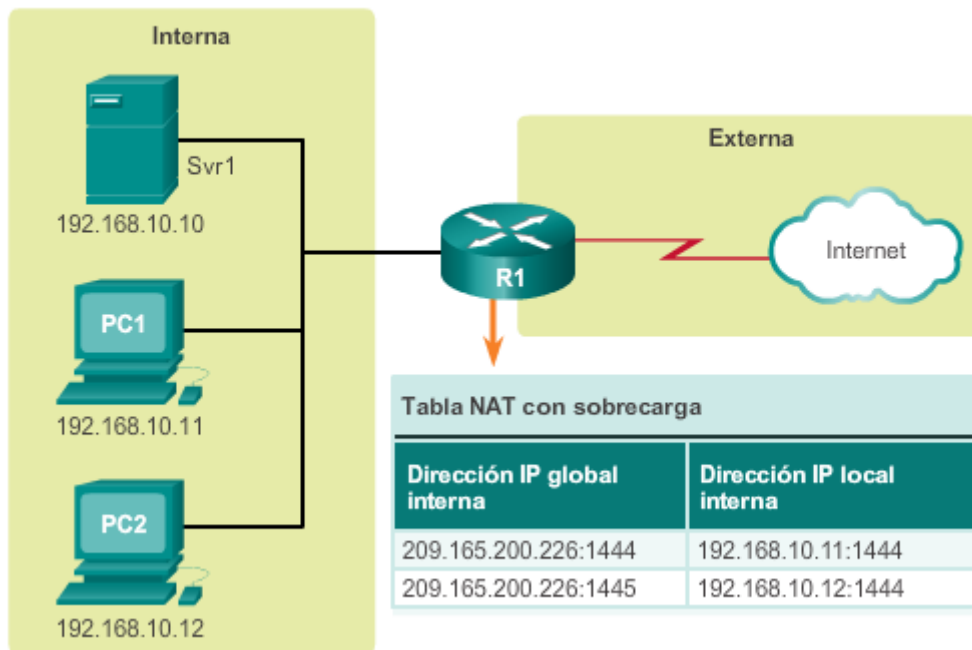 Interna
Svr1
192.168.10.10
PC1
192.168.10.11
PC2
192.168.10.12
Externa
R1
Internet
Tabla NAT con sobrecarga
Dirección IP global
interna
Dirección IP local
interna
209.165.200.226:1444
192.168.10.11:1444
209.165.200.226:1445
192.168.10.12:1444